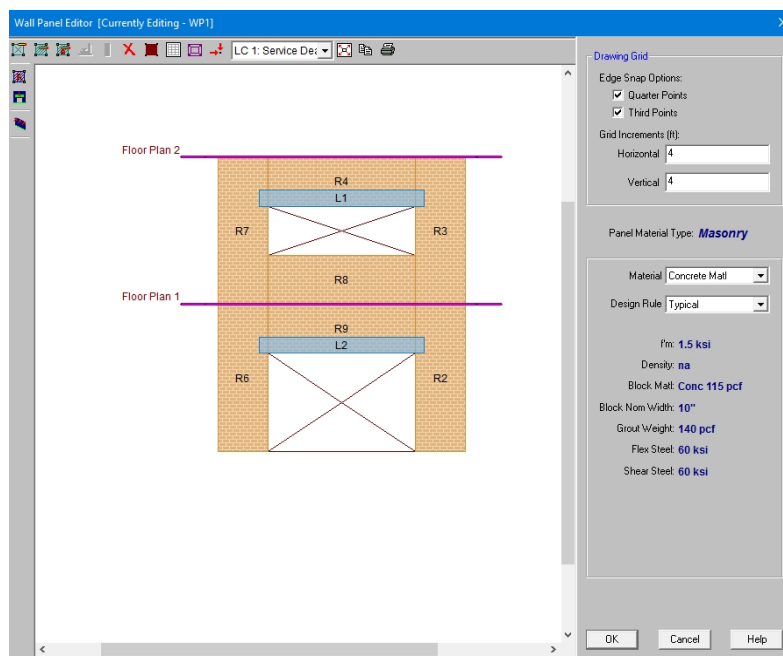 Wall Panel Editor [Currently Editing - WP1]
LC 1: Service De
Floor Plan 2
R4
L1
R7
R3
R8
Floor Plan 1
R9
L2
R6
R2
Drawing Grid
Edge Snap Options:
Quarter Points
Third Points
Grid Increments (ft):
Horizontal 4
Vertical 4
Panel Material Type: Masonry
Material Concrete Matl
Design Rule Typical
f'm: 1.5 ksi
Density: na
Block Matl: Conc 115 pcf
Block Nom Width: 10"
Grout Weight: 140 pcf
Flex Steel: 60 ksi
Shear Steel: 60 ksi
OK
Cancel
Help